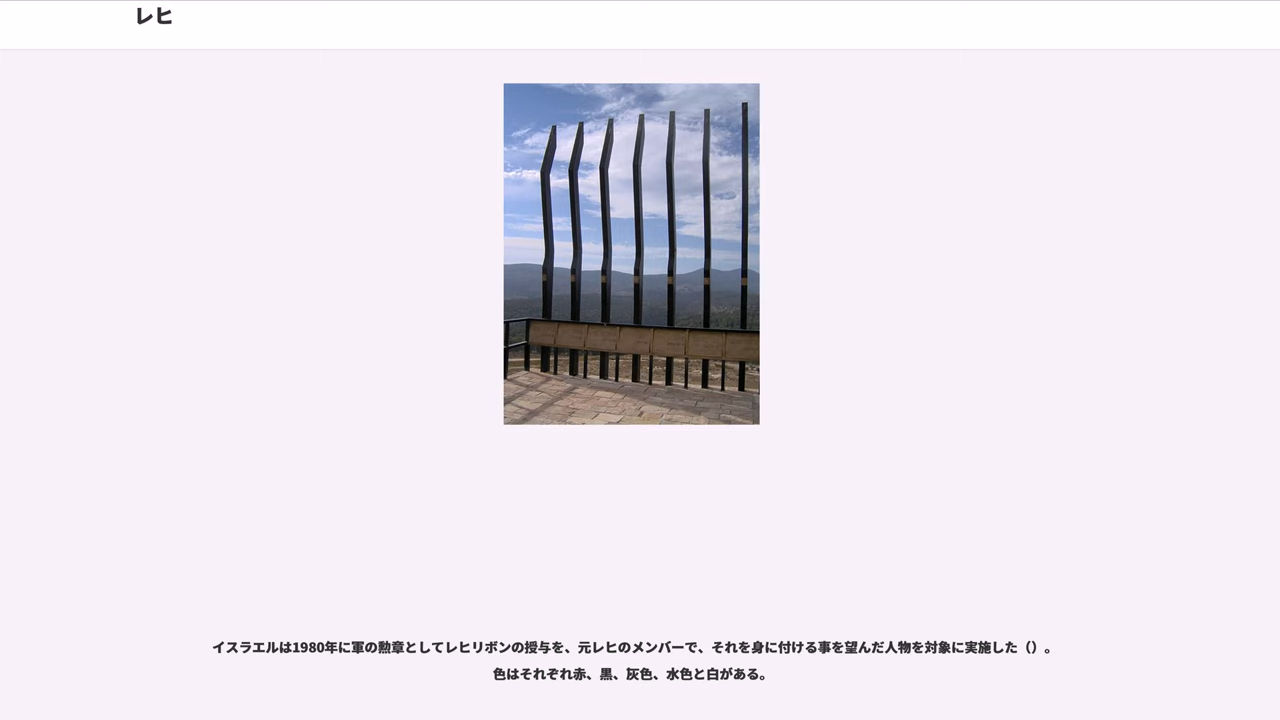 レヒ
イスラエルは1980年に軍の勲章としてレヒリボンの授与を、元レヒのメンバーで、それを身に付ける事を望んだ人物を対象に実施した（）。
色はそれぞれ赤、黒、灰色、水色と白がある。